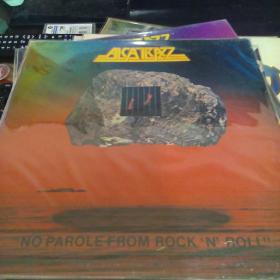 ALCATRAZZ
"NO PAROLE FROM ROCK 'N' ROLL"